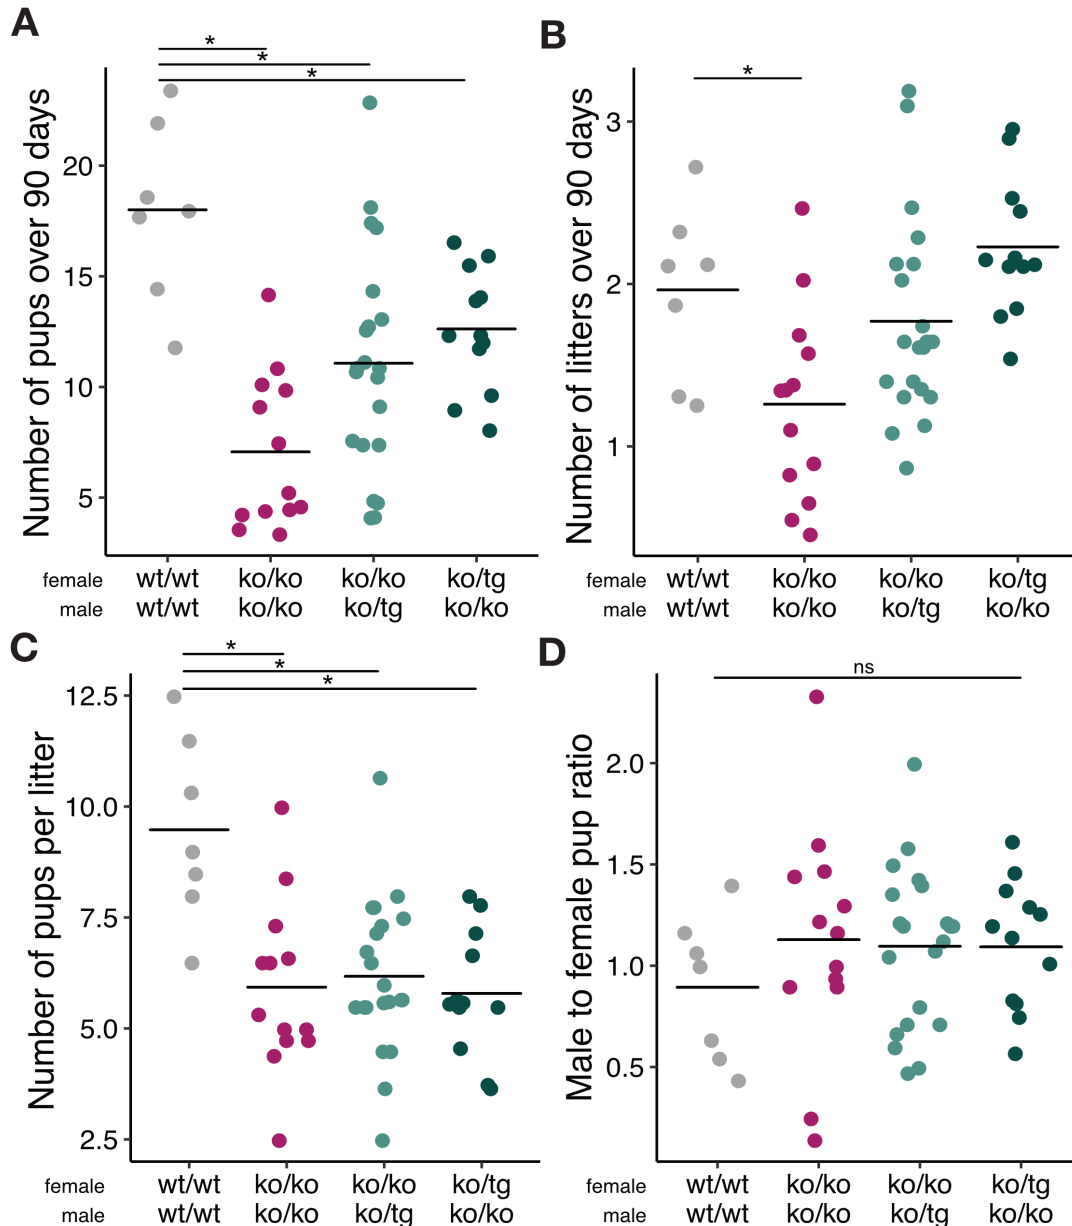 A
*
*
*
Number of pups over 90 days
20
15
10
5
female wt/wt ko/ko ko/ko ko/tg
male wt/wt ko/ko ko/tg ko/ko
B
*
Number of litters over 90 days
3
2
1
female wt/wt ko/ko ko/ko ko/tg
male wt/wt ko/ko ko/tg ko/ko
C
*
*
*
Number of pups per litter
12.5
10.0
7.5
5.0
2.5
female wt/wt ko/ko ko/ko ko/tg
male wt/wt ko/ko ko/tg ko/ko
D
ns
Male to female pup ratio
2.0
1.5
1.0
0.5
female wt/wt ko/ko ko/ko ko/tg
male wt/wt ko/ko ko/tg ko/ko